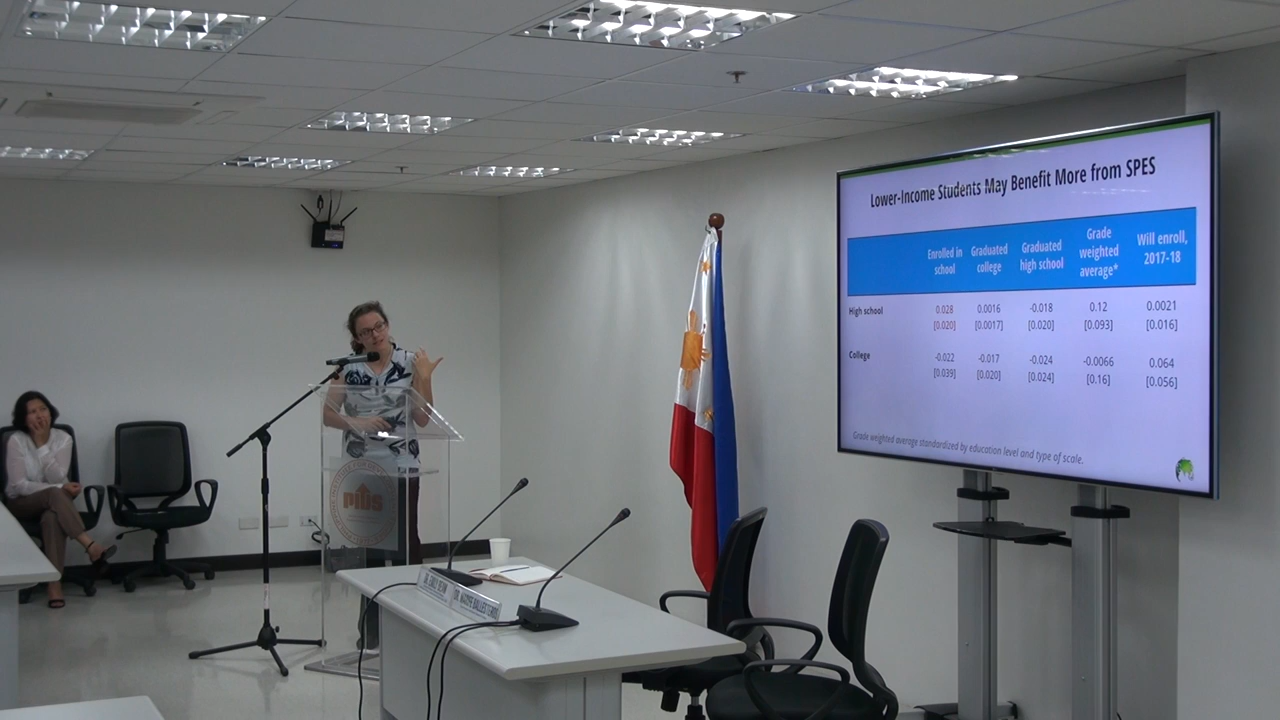 Lower-Income Students May Benefit More from SPES
Enrolled in school Graduated college Graduated high school Grade weighted average* Will enroll, 2017-18
High school 0.028 0.0016 -0.018 0.12 0.0021
[0.020] [0.0017] [0.020] [0.093] [0.016]
College -0.022 -0.017 -0.024 -0.0066 0.064
[0.039] [0.020] [0.024] [0.16] [0.056]
Grade weighted average standardized by education level and type of scale.
PIDS